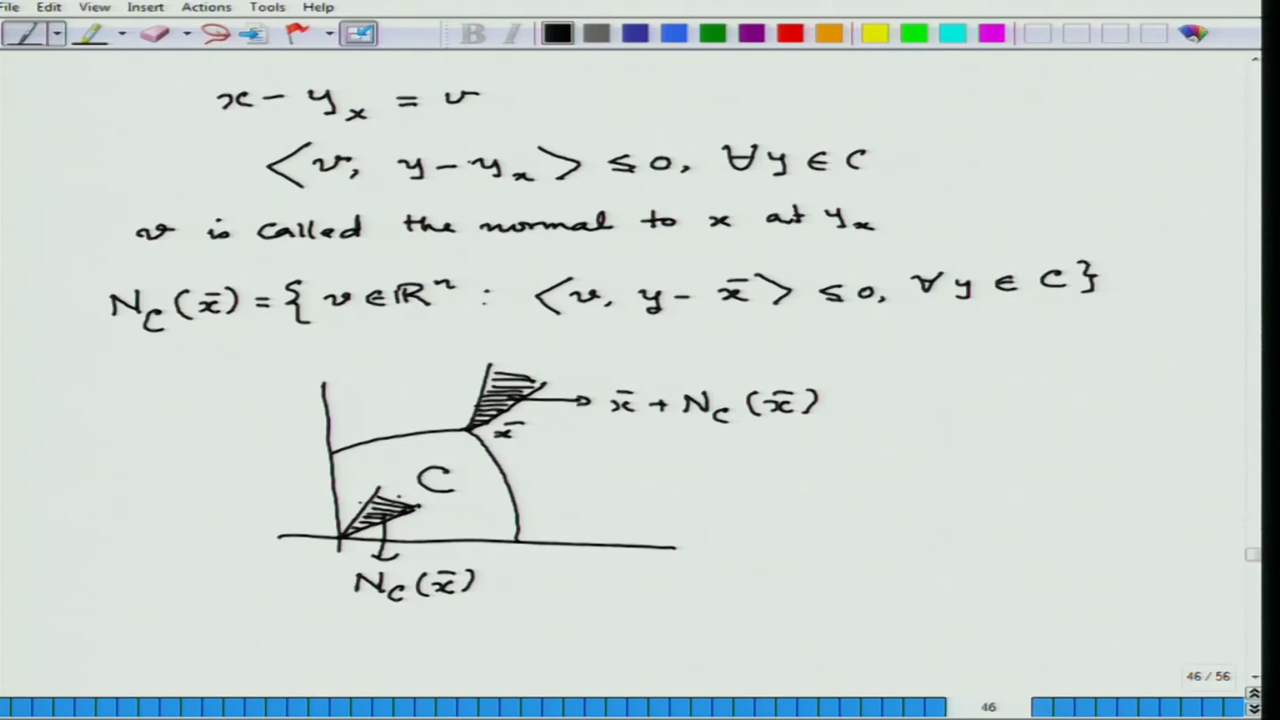 File Edit View Insert Actions Tools Help
B I
x - y_x = v
⟨v, y - y_x⟩ ≤ 0, ∀ y ∈ C
v is called the normal to x at y_x
N_C(x̄) = { v ∈ ℝⁿ : ⟨v, y - x̄⟩ ≤ 0, ∀ y ∈ C }
x̄ + N_C(x̄)
x̄
C
N_C(x̄)
46 / 56
46